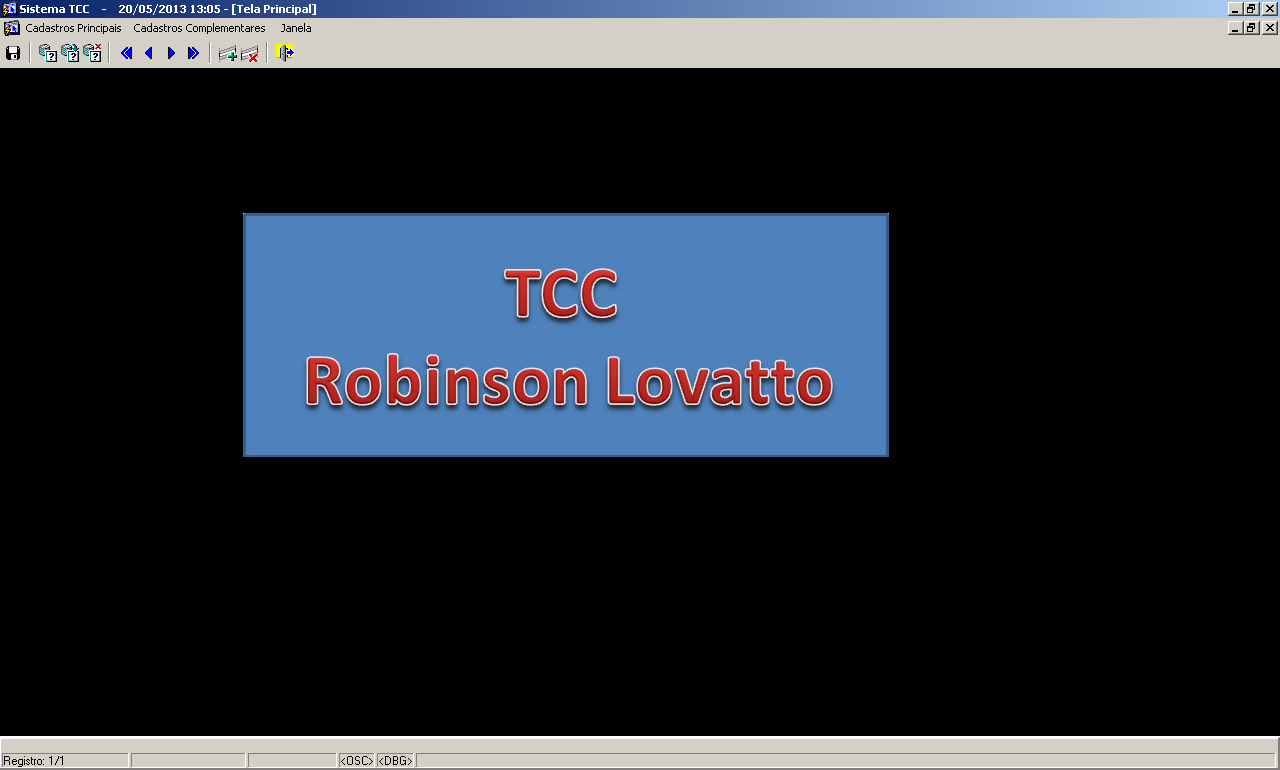 Sistema TCC - 20/05/2013 13:05 - [Tela Principal]
Cadastros Principais Cadastros Complementares Janela
TCC
Robinson Lovatto
Registro: 1/1 <OSC> <DBG>